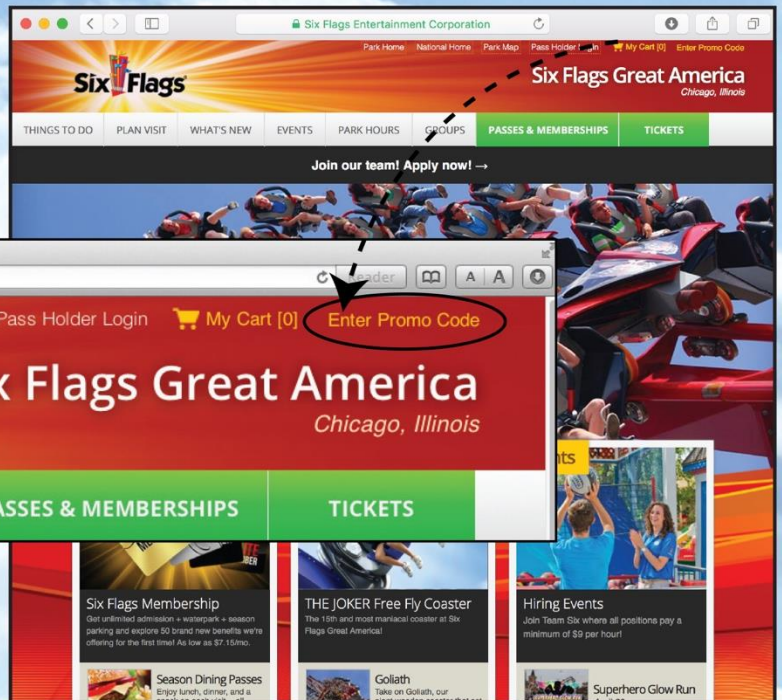 Six Flags Entertainment Corporation
Park Home National Home Park Map Pass Holder Login My Cart [0] Enter Promo Code
Six Flags
Six Flags Great America
Chicago, Illinois
THINGS TO DO PLAN VISIT WHAT'S NEW EVENTS PARK HOURS GROUPS PASSES & MEMBERSHIPS TICKETS
Join our team! Apply now! →
Reader A A
Pass Holder Login My Cart [0] Enter Promo Code
x Flags Great America
Chicago, Illinois
ASSES & MEMBERSHIPS TICKETS
nts
Six Flags Membership
Get unlimited admission + waterpark + season
parking and explore 50 brand new benefits we're
offering for the first time! As low as $7.15/mo.
THE JOKER Free Fly Coaster
The 15th and most maniacal coaster at Six
Flags Great America!
Hiring Events
Join Team Six where all positions pay a
minimum of $9 per hour!
Season Dining Passes
Enjoy lunch, dinner, and a
Goliath
Take on Goliath, our
Superhero Glow Run